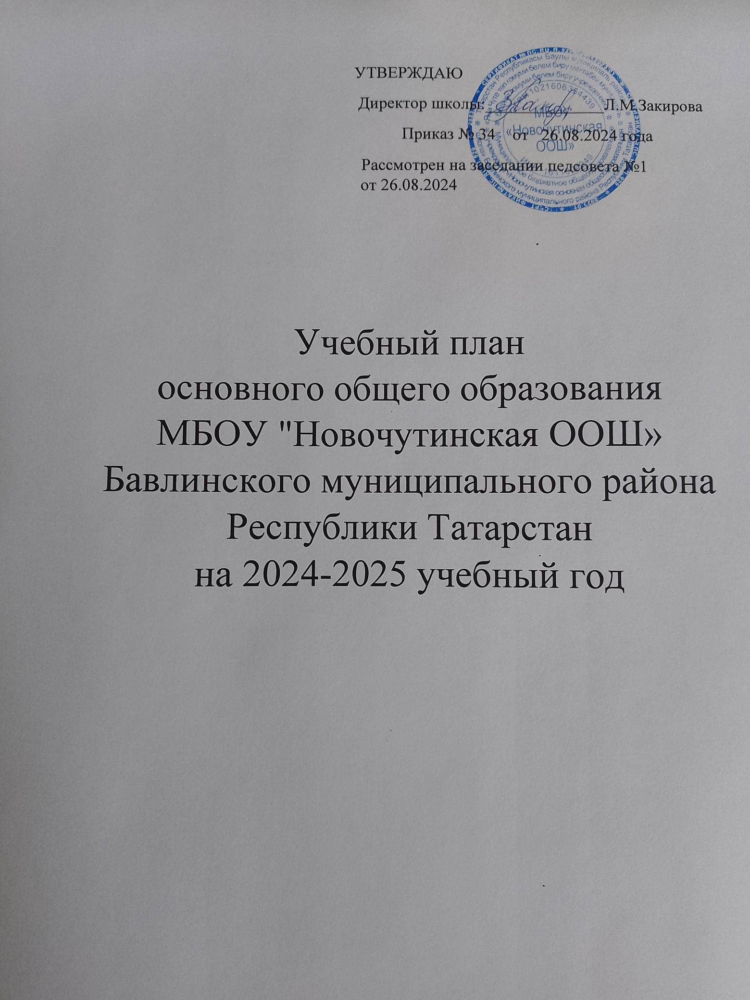 УТВЕРЖДАЮ
Директор школы: Л.М.Закирова
Приказ № 34 от 26.08.2024 года
Рассмотрен на заседании педсовета №1
от 26.08.2024
МБОУ
«Новочутинская
ООШ»
Учебный план
основного общего образования
МБОУ "Новочутинская ООШ»
Бавлинского муниципального района
Республики Татарстан
на 2024-2025 учебный год